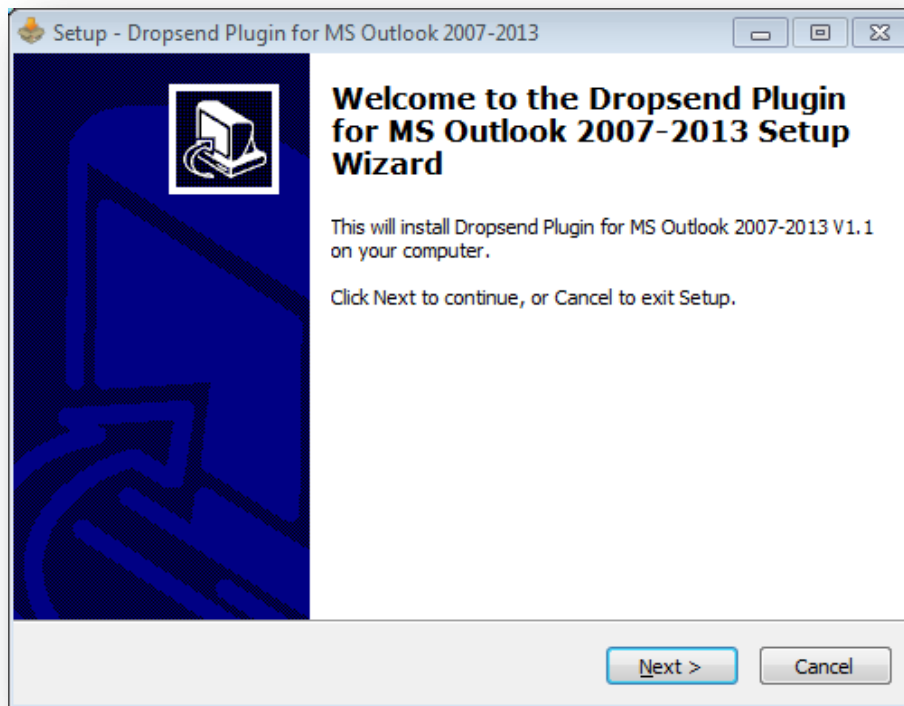 Setup - Dropsend Plugin for MS Outlook 2007-2013
Welcome to the Dropsend Plugin
for MS Outlook 2007-2013 Setup
Wizard
This will install Dropsend Plugin for MS Outlook 2007-2013 V1.1
on your computer.
Click Next to continue, or Cancel to exit Setup.
Next >
Cancel